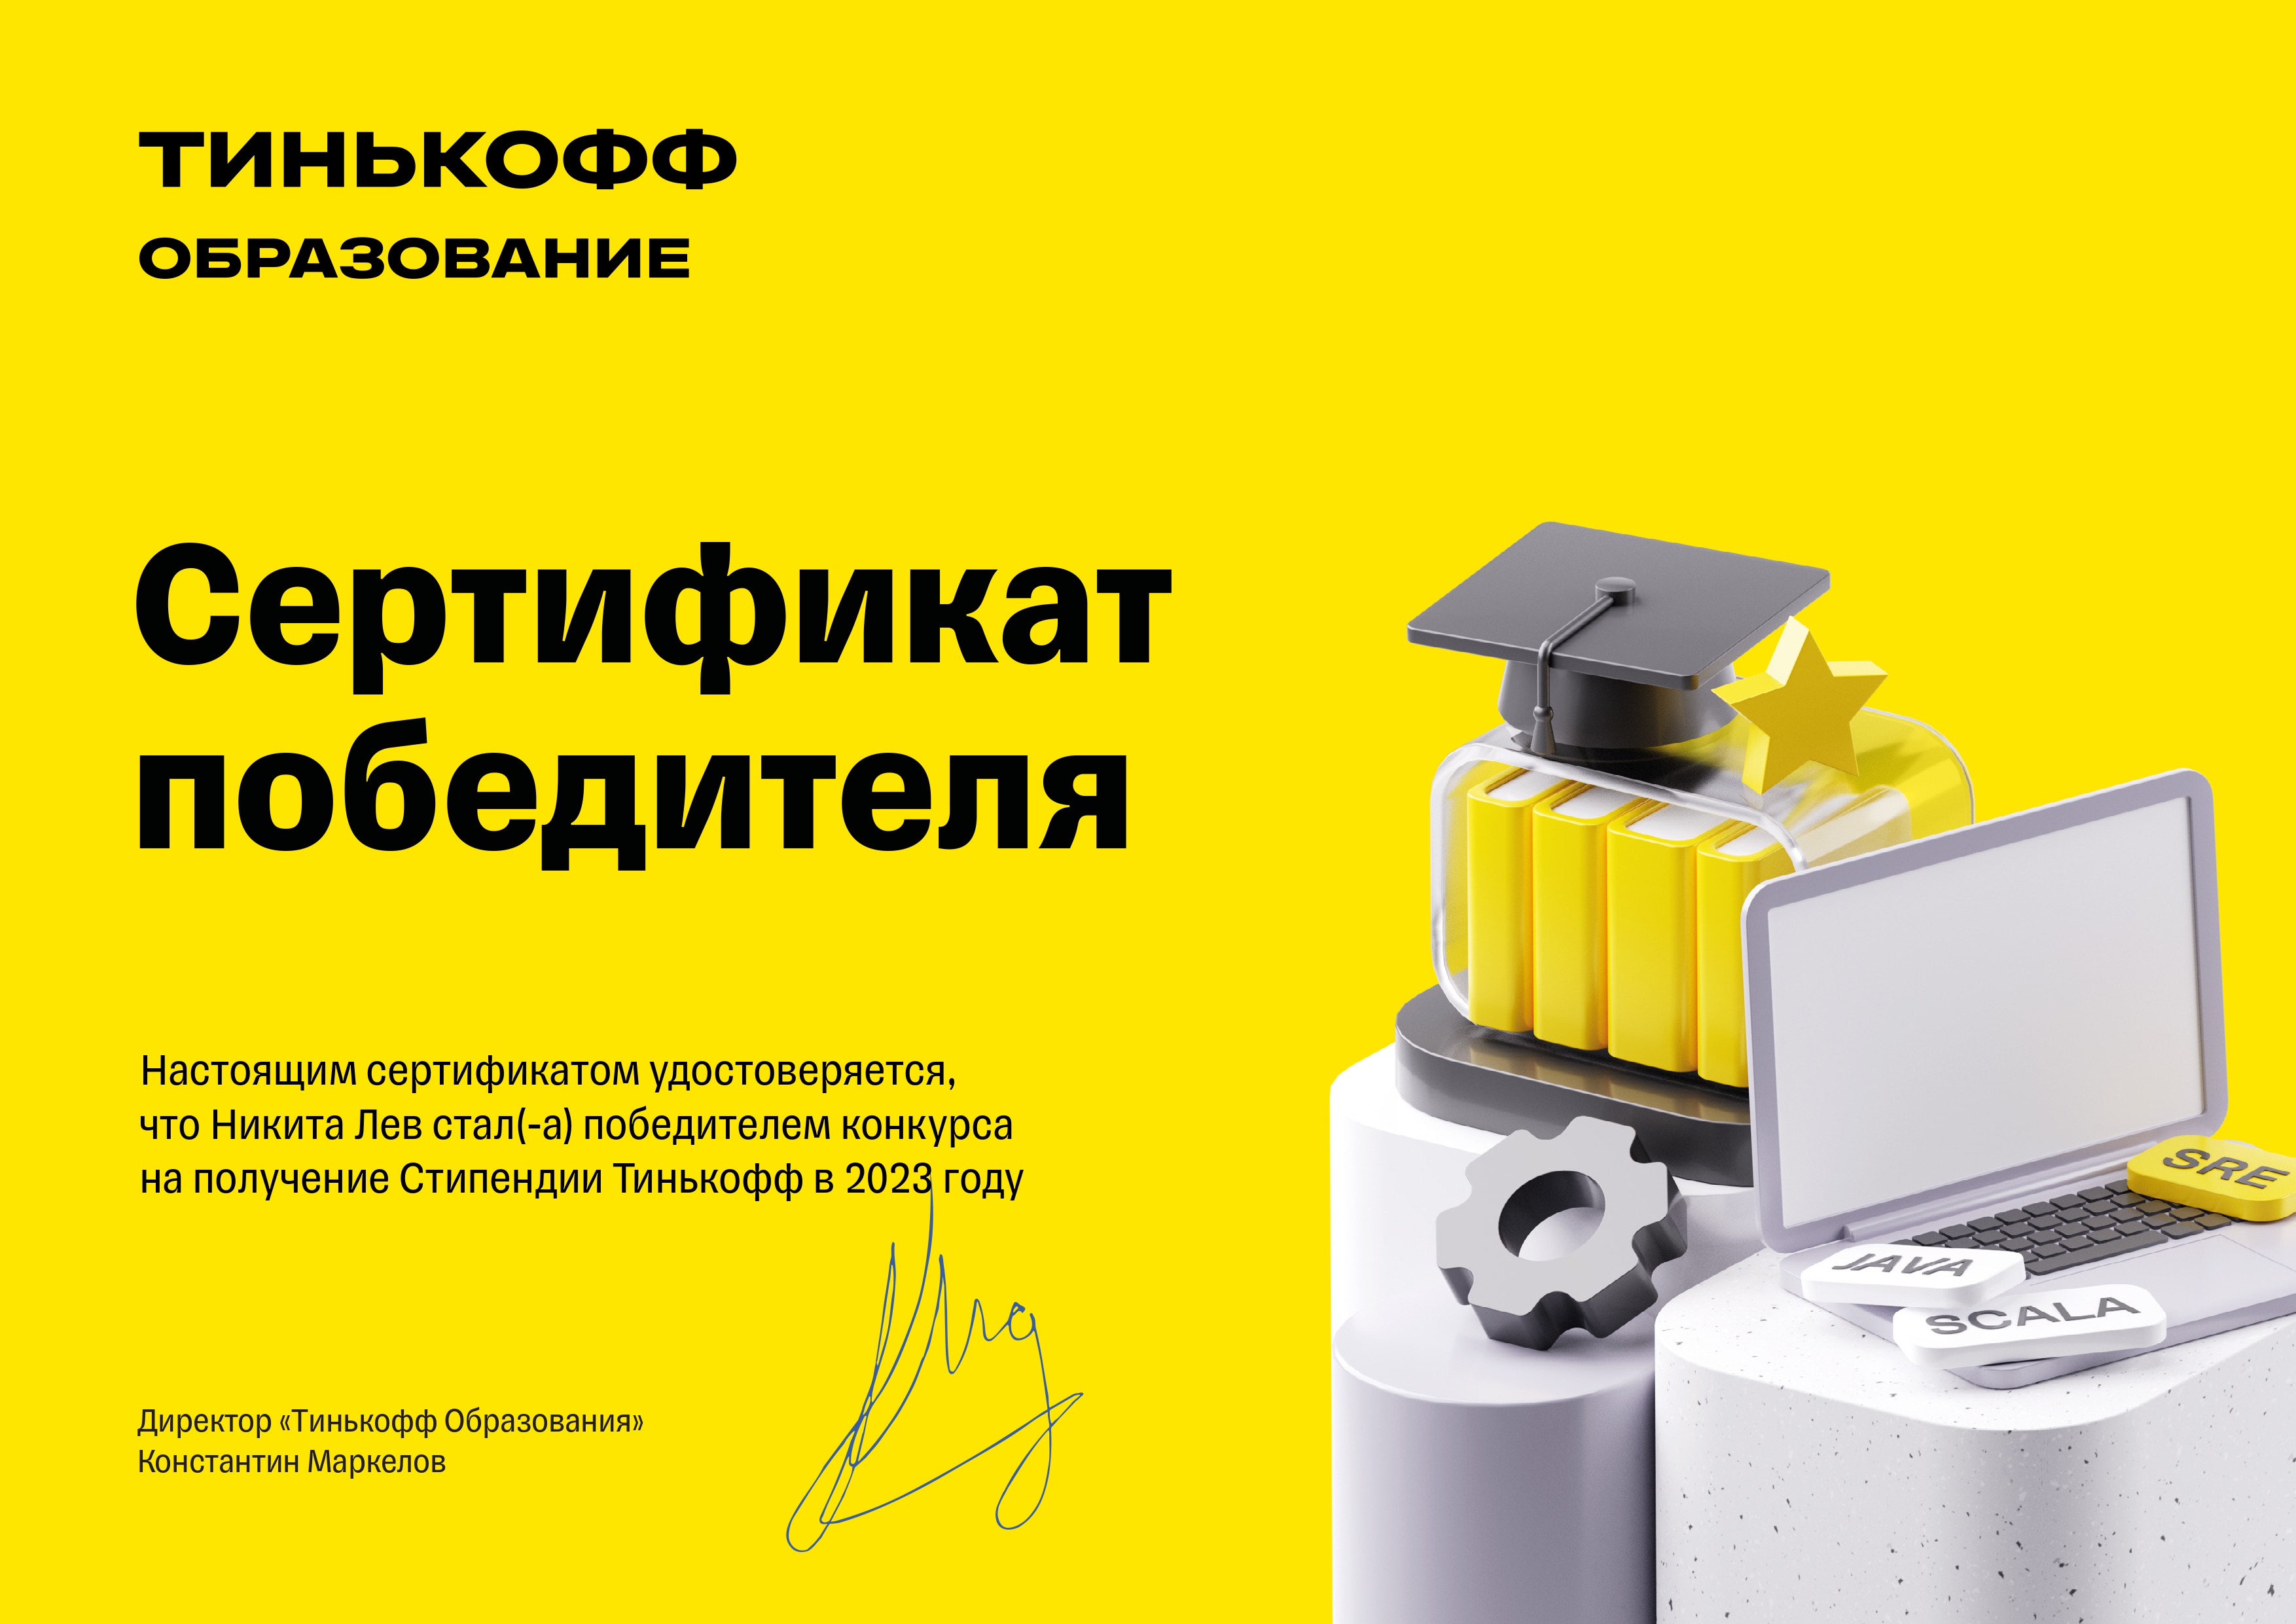 ТИНЬКОФФ
ОБРАЗОВАНИЕ
Сертификат
победителя
Настоящим сертификатом удостоверяется,
что Никита Лев стал(-а) победителем конкурса
на получение Стипендии Тинькофф в 2023 году
Директор «Тинькофф Образования»
Константин Маркелов
SRE
JAVA
SCALA